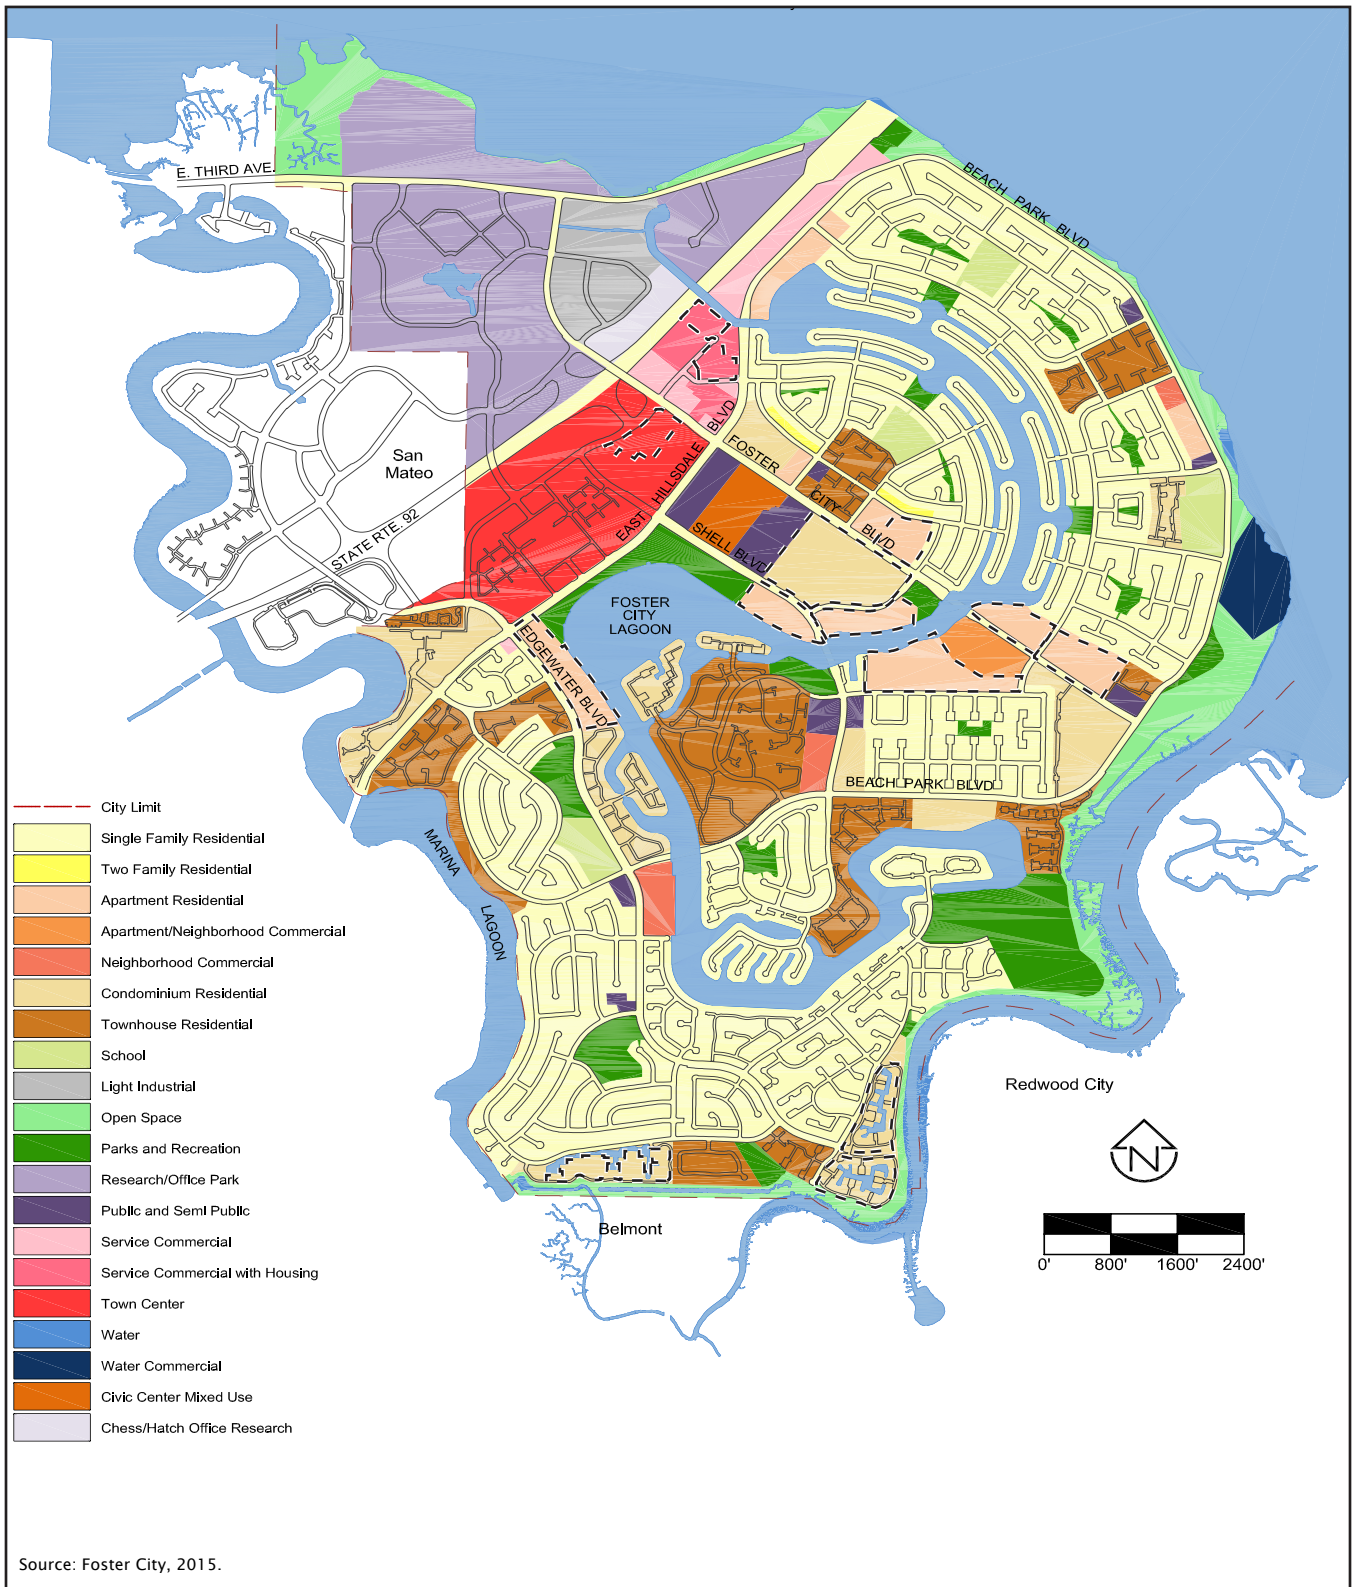 E. THIRD AVE.
BEACH PARK BLVD
San
Mateo
STATE RTE. 92
EAST HILLSDALE BLVD
FOSTER CITY BLVD
SHELL BLVD
FOSTER
CITY
LAGOON
EDGEWATER BLVD
BEACH PARK BLVD
MARINA LAGOON
City Limit
Single Family Residential
Two Family Residential
Apartment Residential
Apartment/Neighborhood Commercial
Neighborhood Commercial
Condominium Residential
Townhouse Residential
School
Light Industrial
Open Space
Parks and Recreation
Research/Office Park
Public and Semi Public
Service Commercial
Service Commercial with Housing
Town Center
Water
Water Commercial
Civic Center Mixed Use
Chess/Hatch Office Research
Redwood City
N
Belmont
0' 800' 1600' 2400'
Source: Foster City, 2015.